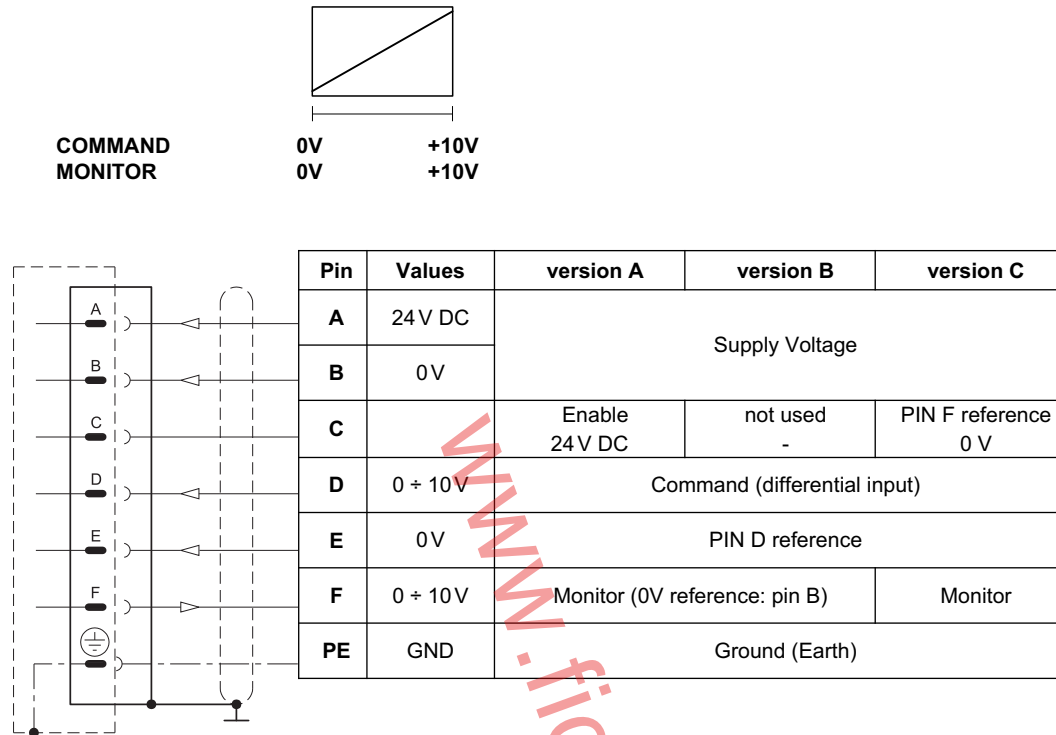 COMMAND 0V +10V
MONITOR 0V +10V
Pin Values version A version B version C
A 24 V DC Supply Voltage
B 0 V
C Enable 24 V DC not used - PIN F reference 0 V
D 0 ÷ 10 V Command (differential input)
E 0 V PIN D reference
F 0 ÷ 10 V Monitor (0V reference: pin B) Monitor
PE GND Ground (Earth)
A
B
C
D
E
F